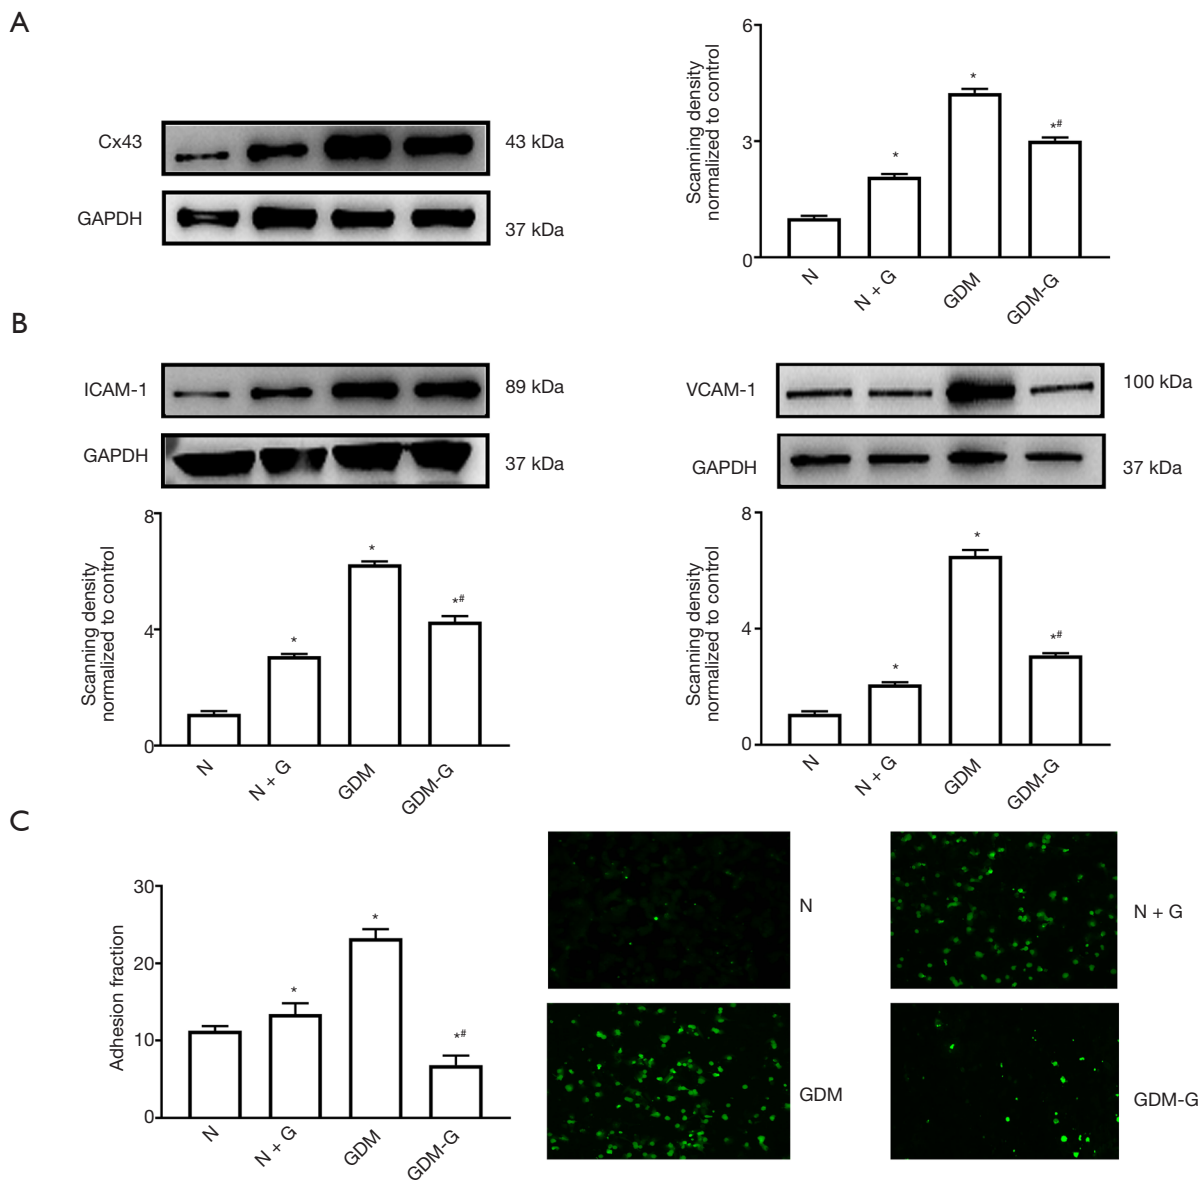 A
Cx43
43 kDa
GAPDH
37 kDa
Scanning density
normalized to control
6
3
0
*
*
*#
N
N + G
GDM
GDM-G
B
ICAM-1
89 kDa
GAPDH
37 kDa
VCAM-1
100 kDa
GAPDH
37 kDa
Scanning density
normalized to control
8
4
0
*
*
*#
N
N + G
GDM
GDM-G
Scanning density
normalized to control
8
4
0
*
*
*#
N
N + G
GDM
GDM-G
C
Adhesion fraction
30
20
10
0
*
*
*#
N
N + G
GDM
GDM-G
N
N + G
GDM
GDM-G